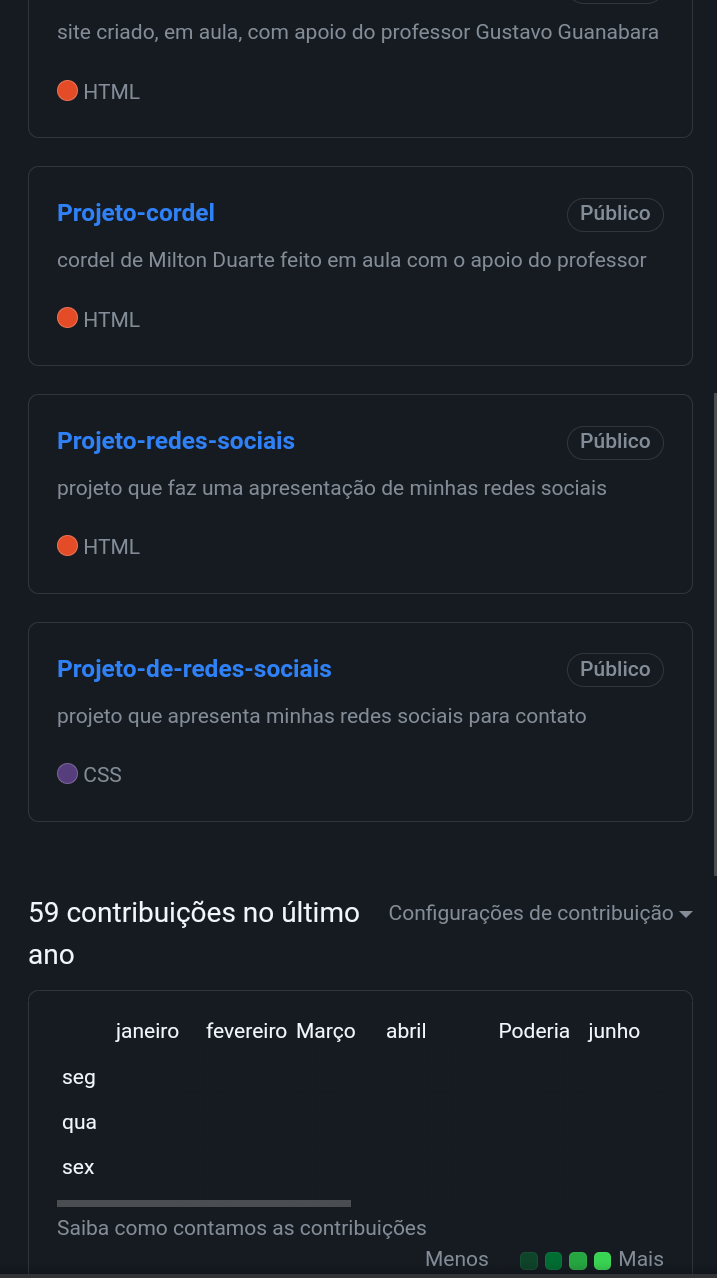 site criado, em aula, com apoio do professor Gustavo Guanabara
HTML
Projeto-cordel
Público
cordel de Milton Duarte feito em aula com o apoio do professor
HTML
Projeto-redes-sociais
Público
projeto que faz uma apresentação de minhas redes sociais
HTML
Projeto-de-redes-sociais
Público
projeto que apresenta minhas redes sociais para contato
CSS
59 contribuições no último
ano
Configurações de contribuição
janeiro fevereiro Março abril Poderia junho
seg
qua
sex
Saiba como contamos as contribuições
Menos Mais